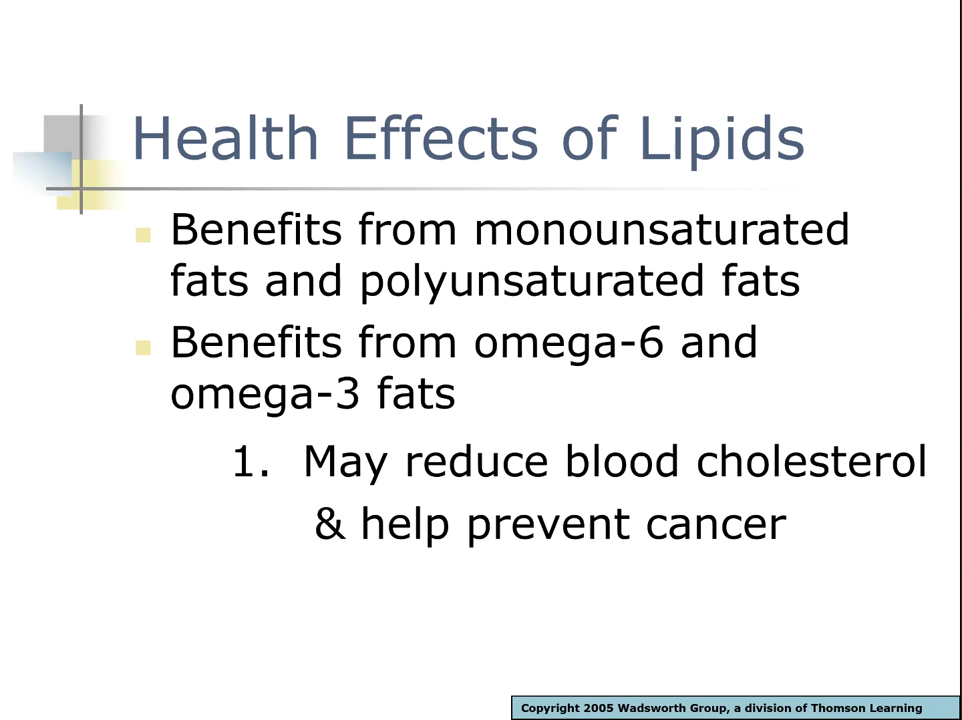 Health Effects of Lipids
Benefits from monounsaturated
fats and polyunsaturated fats
Benefits from omega-6 and
omega-3 fats
1. May reduce blood cholesterol
& help prevent cancer
Copyright 2005 Wadsworth Group, a division of Thomson Learning